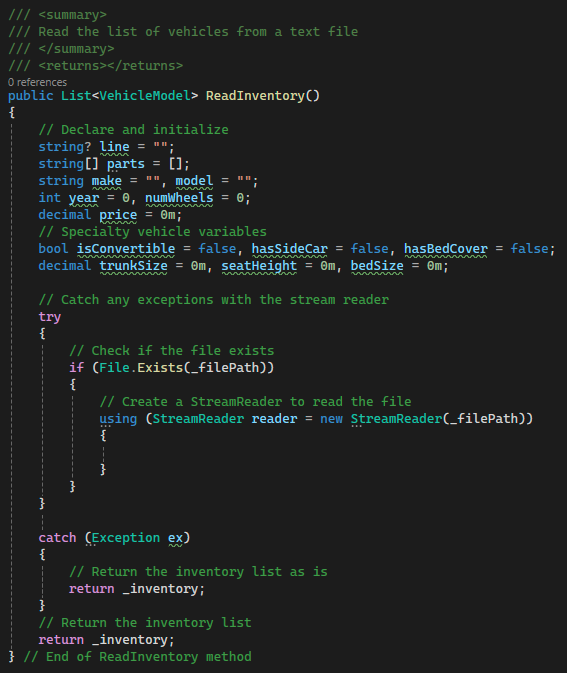 /// <summary>
/// Read the list of vehicles from a text file
/// </summary>
/// <returns></returns>
0 references
public List<VehicleModel> ReadInventory()
{
    // Declare and initialize
    string? line = "";
    string[] parts = [];
    string make = "", model = "";
    int year = 0, numWheels = 0;
    decimal price = 0m;
    // Specialty vehicle variables
    bool isConvertible = false, hasSideCar = false, hasBedCover = false;
    decimal trunkSize = 0m, seatHeight = 0m, bedSize = 0m;

    // Catch any exceptions with the stream reader
    try
    {
        // Check if the file exists
        if (File.Exists(_filePath))
        {
            // Create a StreamReader to read the file
            using (StreamReader reader = new StreamReader(_filePath))
            {

            }
        }
    }

    catch (Exception ex)
    {
        // Return the inventory list as is
        return _inventory;
    }
    // Return the inventory list
    return _inventory;
} // End of ReadInventory method